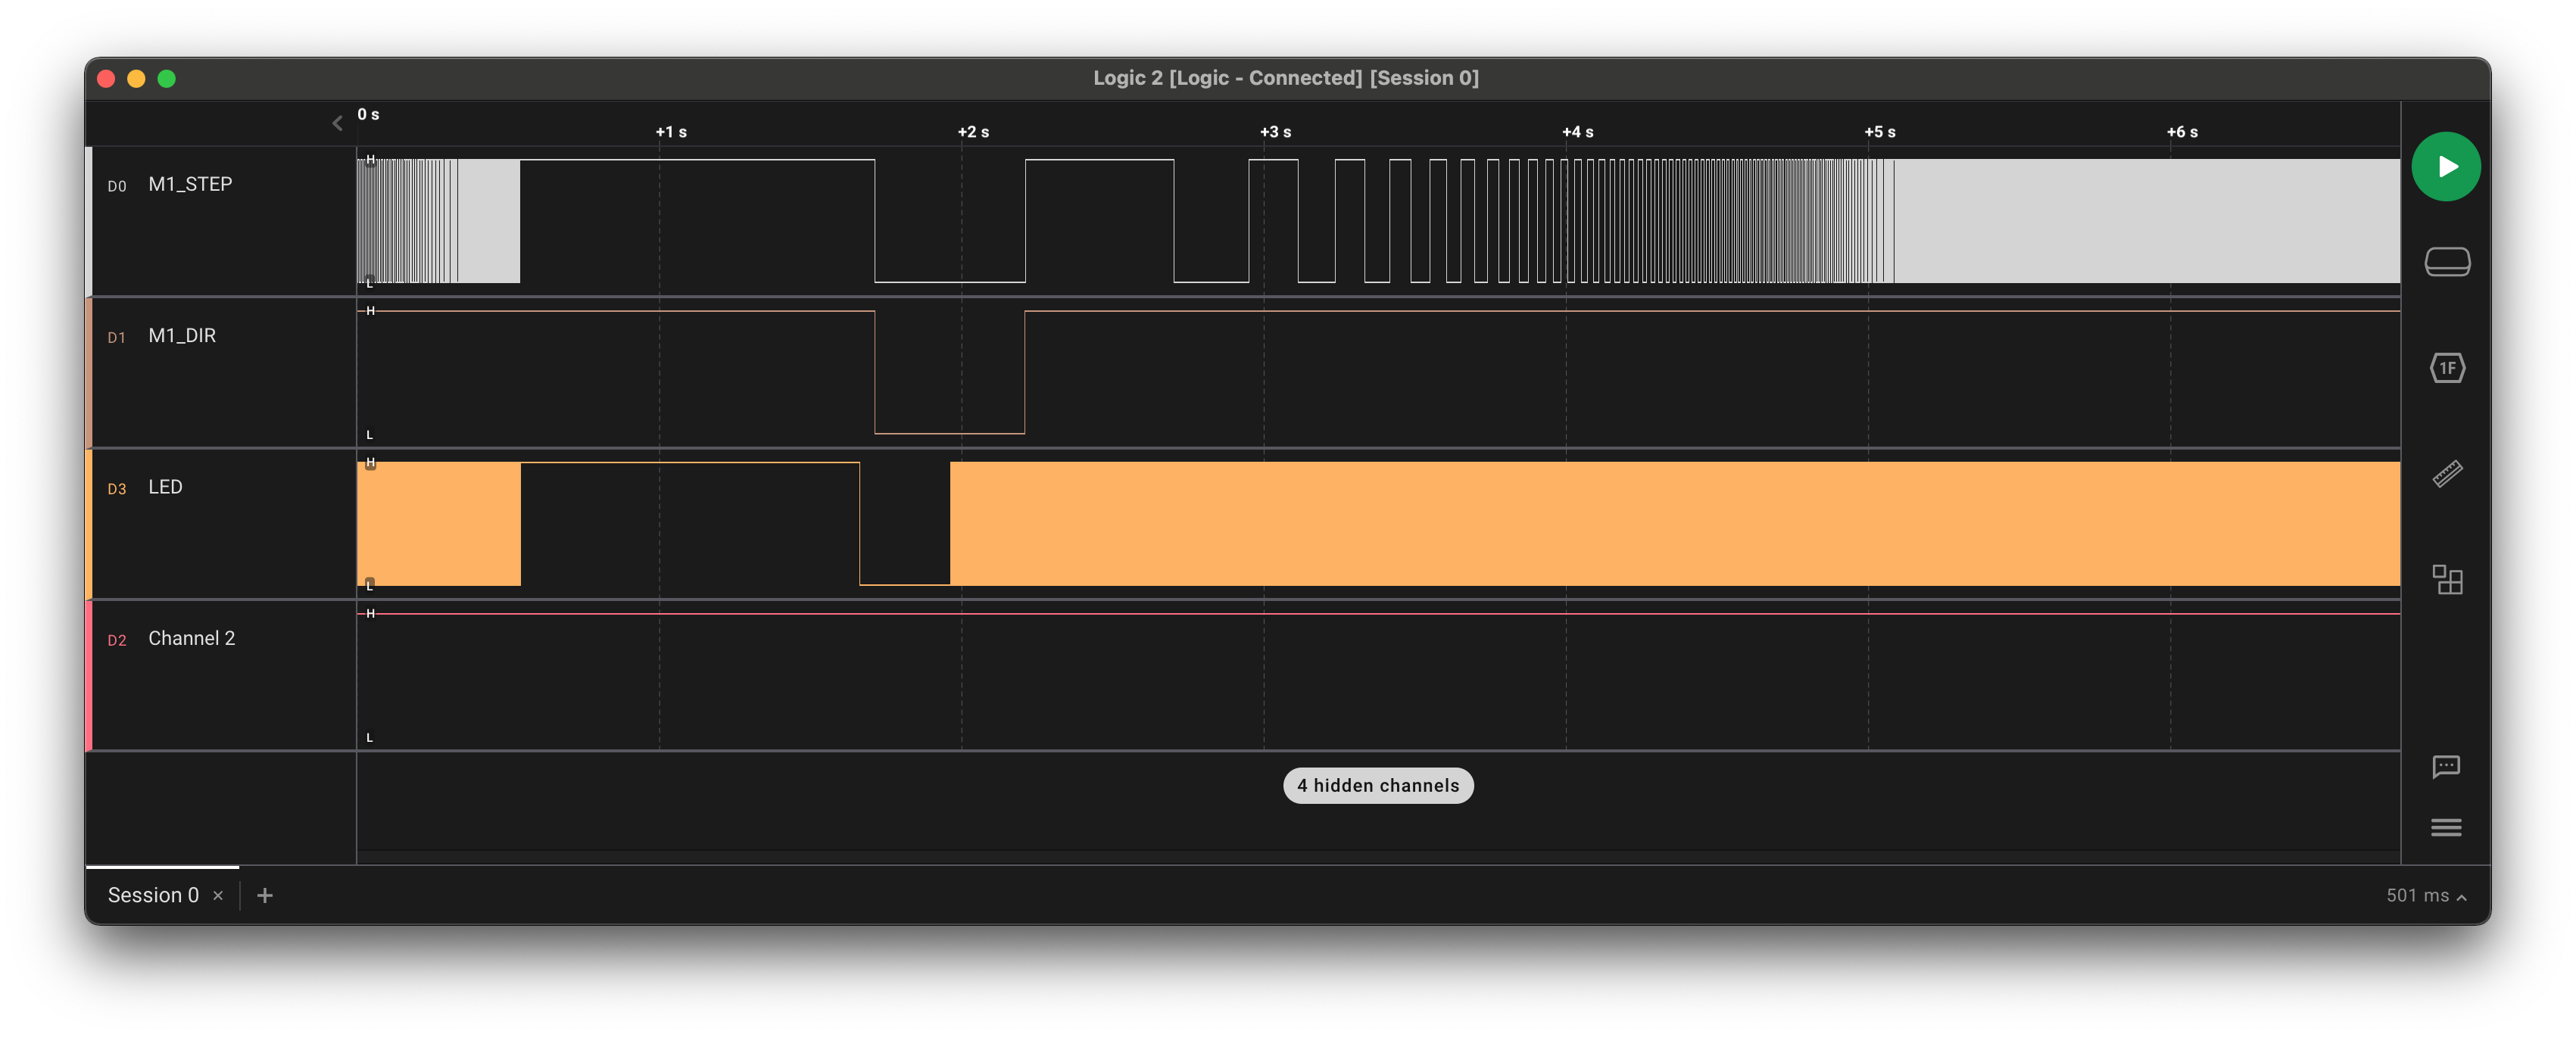 Logic 2 [Logic - Connected] [Session 0]
0 s
+1 s +2 s +3 s +4 s +5 s +6 s
D0 M1_STEP
H
L
D1 M1_DIR
H
L
1F
D3 LED
H
L
D2 Channel 2
H
L
4 hidden channels
Session 0 × +
501 ms